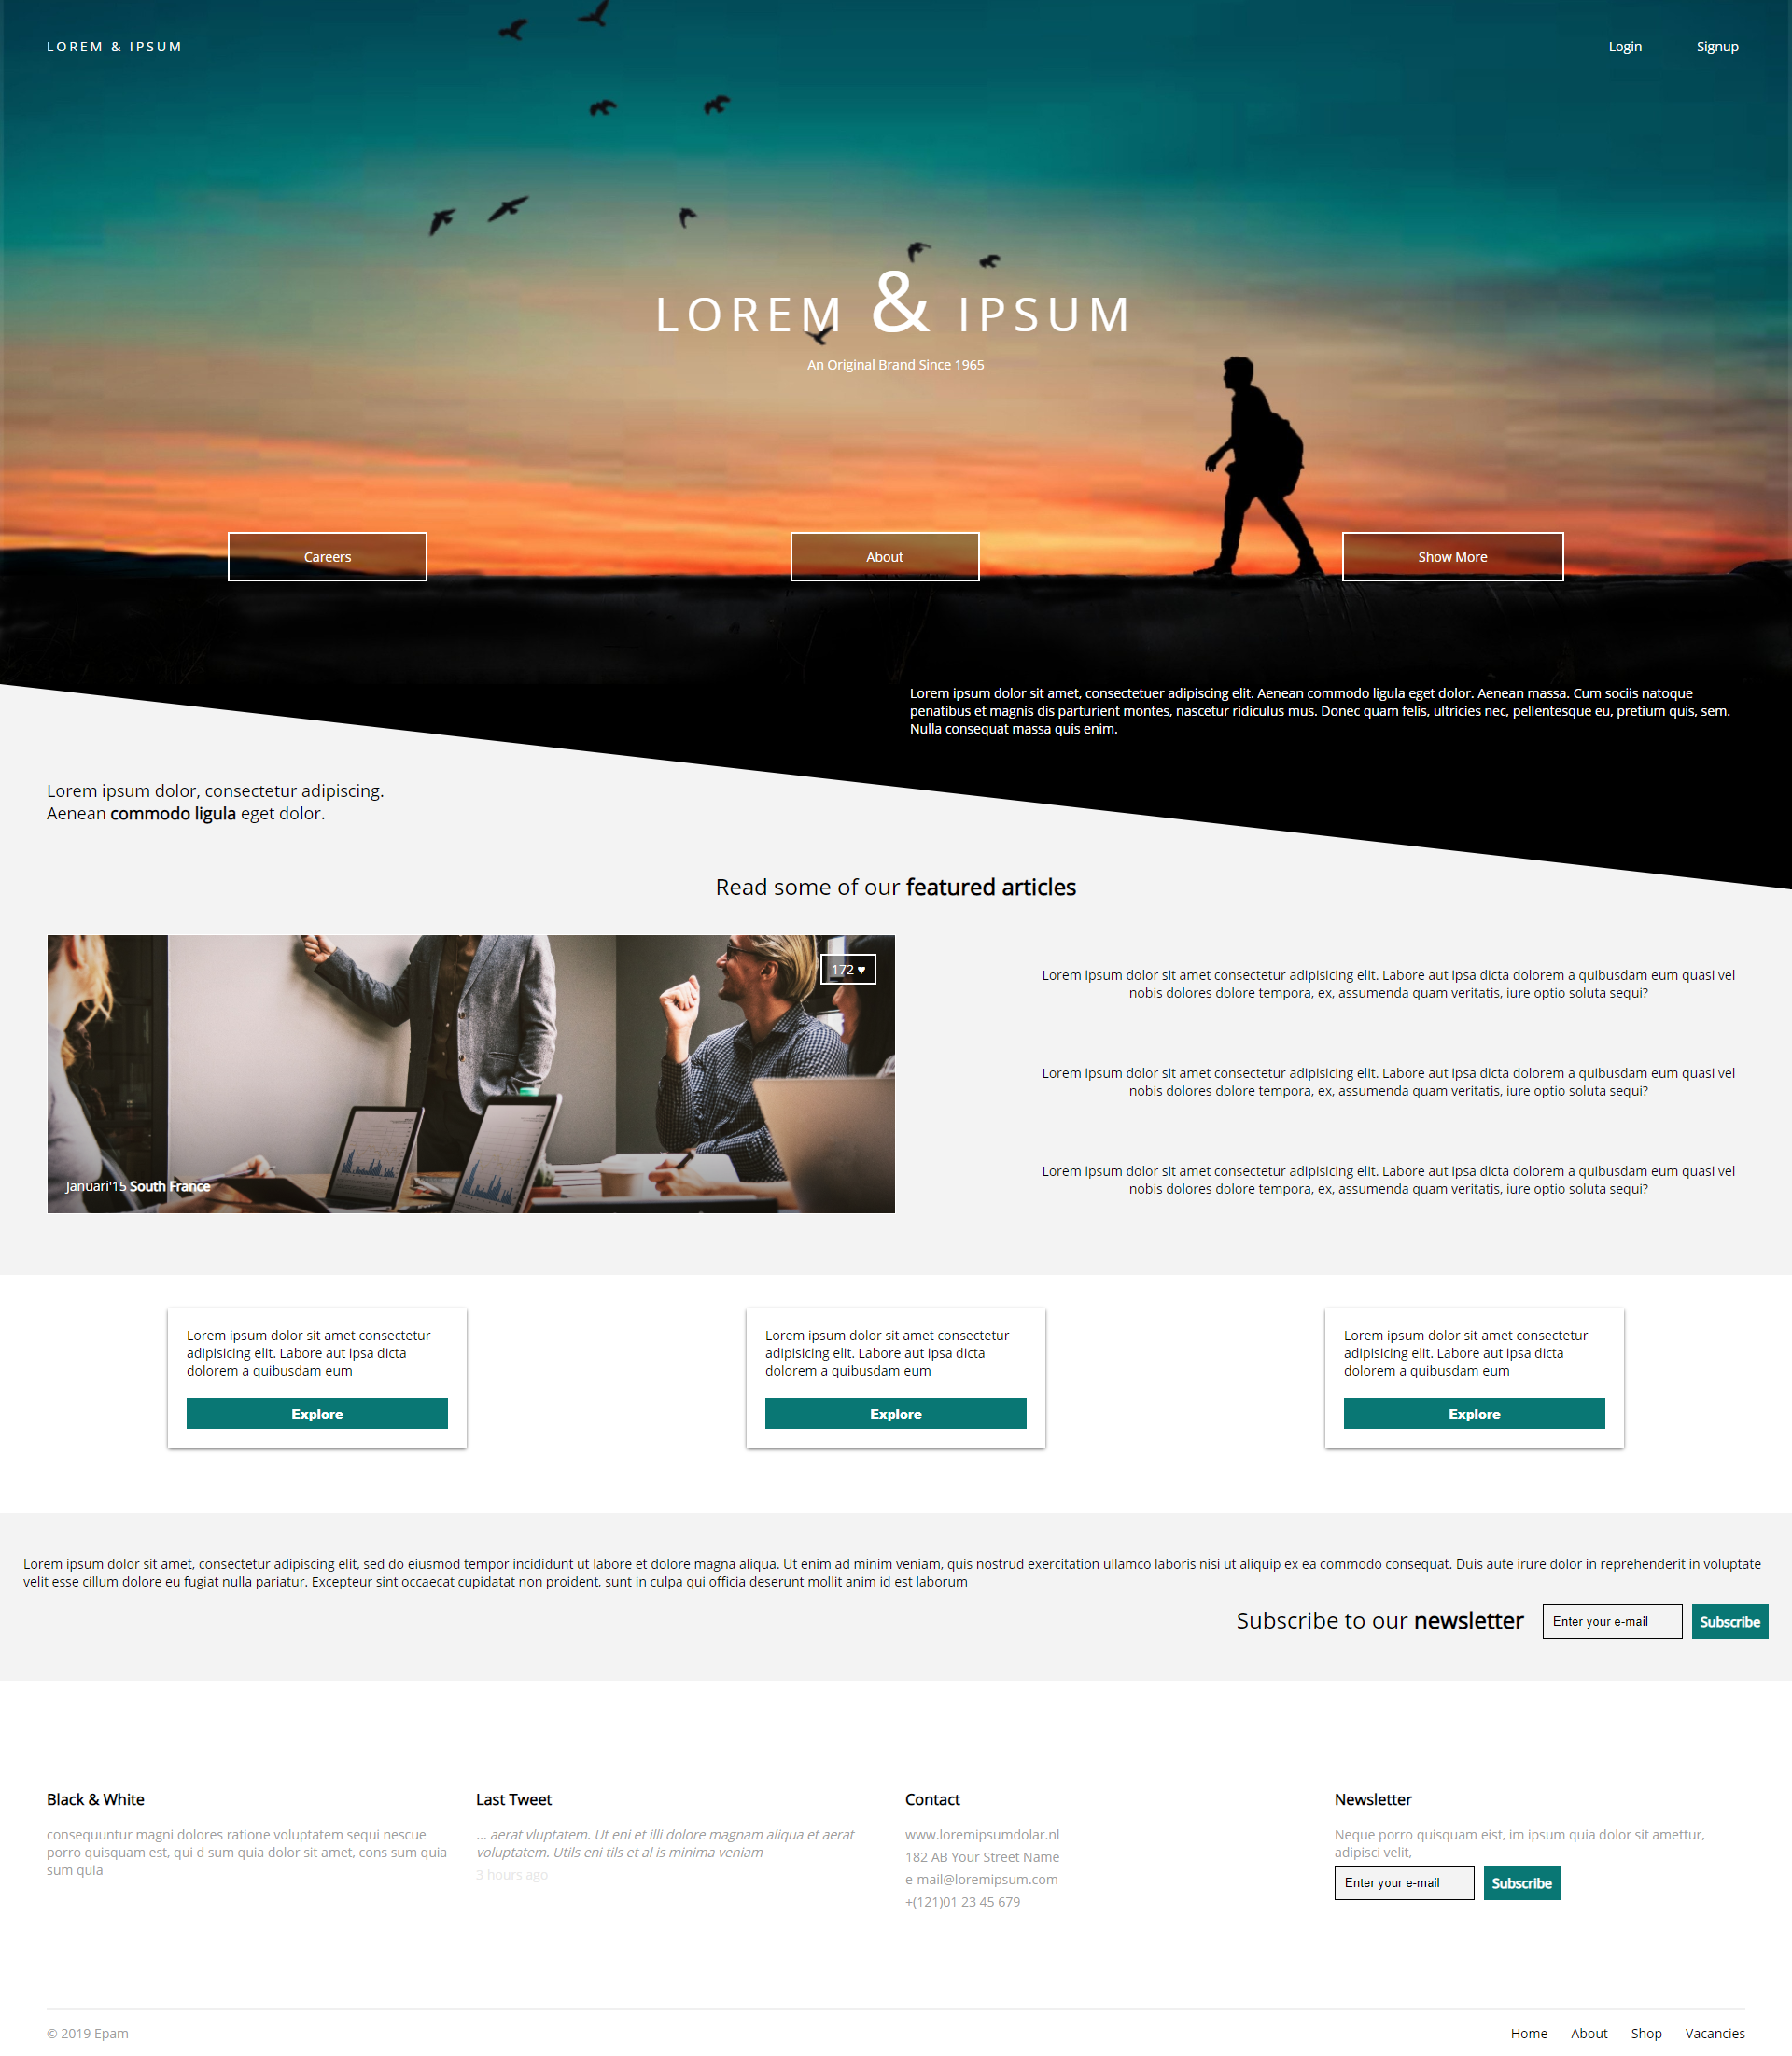 LOREM & IPSUM
Login
Signup
LOREM & IPSUM
An Original Brand Since 1965
Careers
About
Show More
Lorem ipsum dolor sit amet, consectetuer adipiscing elit. Aenean commodo ligula eget dolor. Aenean massa. Cum sociis natoque
penatibus et magnis dis parturient montes, nascetur ridiculus mus. Donec quam felis, ultricies nec, pellentesque eu, pretium quis, sem.
Nulla consequat massa quis enim.
Lorem ipsum dolor, consectetur adipiscing.
Aenean commodo ligula eget dolor.
Read some of our featured articles
172 ♥
Januari'15 South France
Lorem ipsum dolor sit amet consectetur adipisicing elit. Labore aut ipsa dicta dolorem a quibusdam eum quasi vel
nobis dolores dolore tempora, ex, assumenda quam veritatis, iure optio soluta sequi?
Lorem ipsum dolor sit amet consectetur adipisicing elit. Labore aut ipsa dicta dolorem a quibusdam eum quasi vel
nobis dolores dolore tempora, ex, assumenda quam veritatis, iure optio soluta sequi?
Lorem ipsum dolor sit amet consectetur adipisicing elit. Labore aut ipsa dicta dolorem a quibusdam eum quasi vel
nobis dolores dolore tempora, ex, assumenda quam veritatis, iure optio soluta sequi?
Lorem ipsum dolor sit amet consectetur
adipisicing elit. Labore aut ipsa dicta
dolorem a quibusdam eum
Explore
Lorem ipsum dolor sit amet consectetur
adipisicing elit. Labore aut ipsa dicta
dolorem a quibusdam eum
Explore
Lorem ipsum dolor sit amet consectetur
adipisicing elit. Labore aut ipsa dicta
dolorem a quibusdam eum
Explore
Lorem ipsum dolor sit amet, consectetur adipiscing elit, sed do eiusmod tempor incididunt ut labore et dolore magna aliqua. Ut enim ad minim veniam, quis nostrud exercitation ullamco laboris nisi ut aliquip ex ea commodo consequat. Duis aute irure dolor in reprehenderit in voluptate
velit esse cillum dolore eu fugiat nulla pariatur. Excepteur sint occaecat cupidatat non proident, sunt in culpa qui officia deserunt mollit anim id est laborum
Subscribe to our newsletter
Enter your e-mail
Subscribe
Black & White
consequuntur magni dolores ratione voluptatem sequi nescue
porro quisquam est, qui d sum quia dolor sit amet, cons sum quia
sum quia
Last Tweet
... aerat vluptatem. Ut eni et illi dolore magnam aliqua et aerat
voluptatem. Utils eni tils et al is minima veniam
3 hours ago
Contact
www.loremipsumdolar.nl
182 AB Your Street Name
e-mail@loremipsum.com
+(121)01 23 45 679
Newsletter
Neque porro quisquam eist, im ipsum quia dolor sit amettur,
adipisci velit,
Enter your e-mail
Subscribe
© 2019 Epam
Home
About
Shop
Vacancies